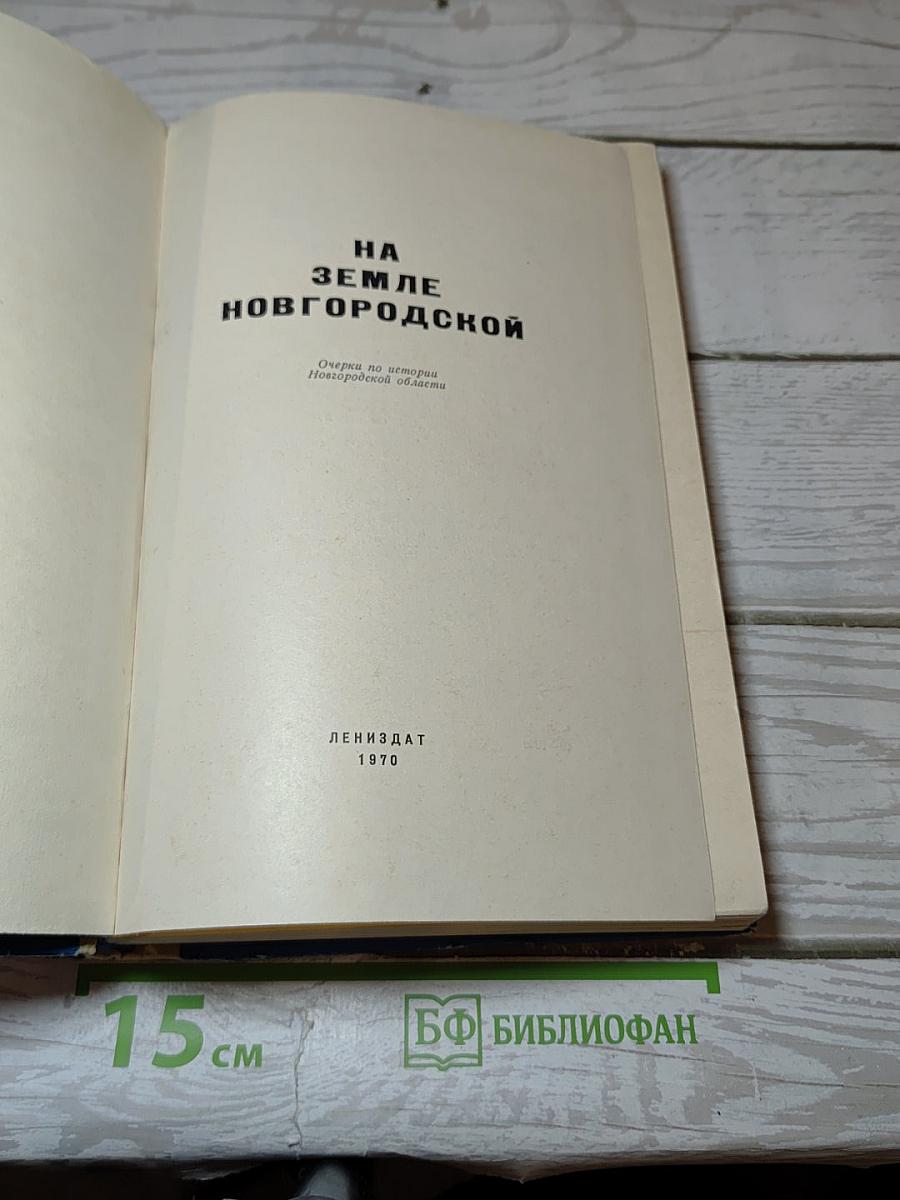 НА
ЗЕМЛЕ
НОВГОРОДСКОЙ
Очерки по истории
Новгородской области
ЛЕНИЗДАТ
1970
15 см
БФ БИБЛИОФАН